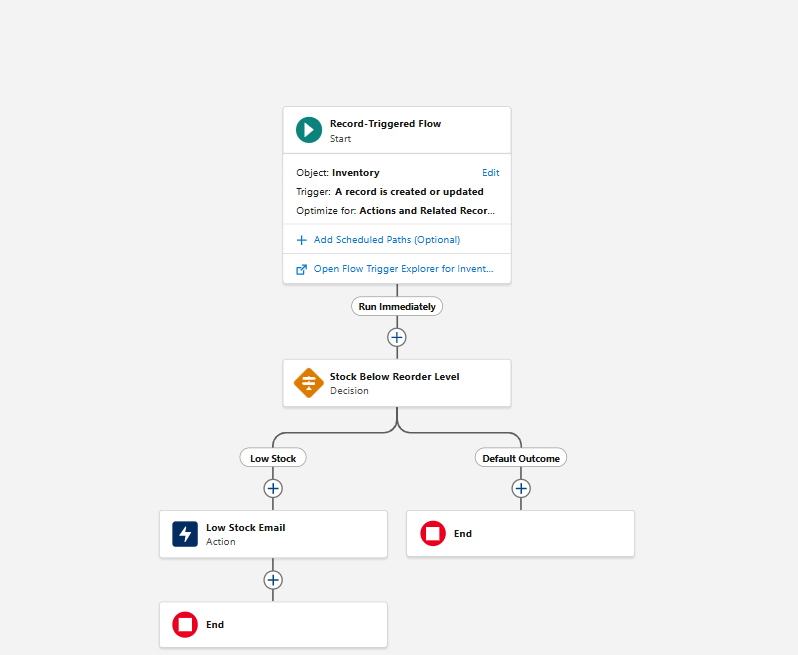 Record-Triggered Flow
Start
Object: Inventory
Edit
Trigger: A record is created or updated
Optimize for: Actions and Related Recor...
Add Scheduled Paths (Optional)
Open Flow Trigger Explorer for Invent...
Run Immediately
Stock Below Reorder Level
Decision
Low Stock
Default Outcome
Low Stock Email
Action
End
End